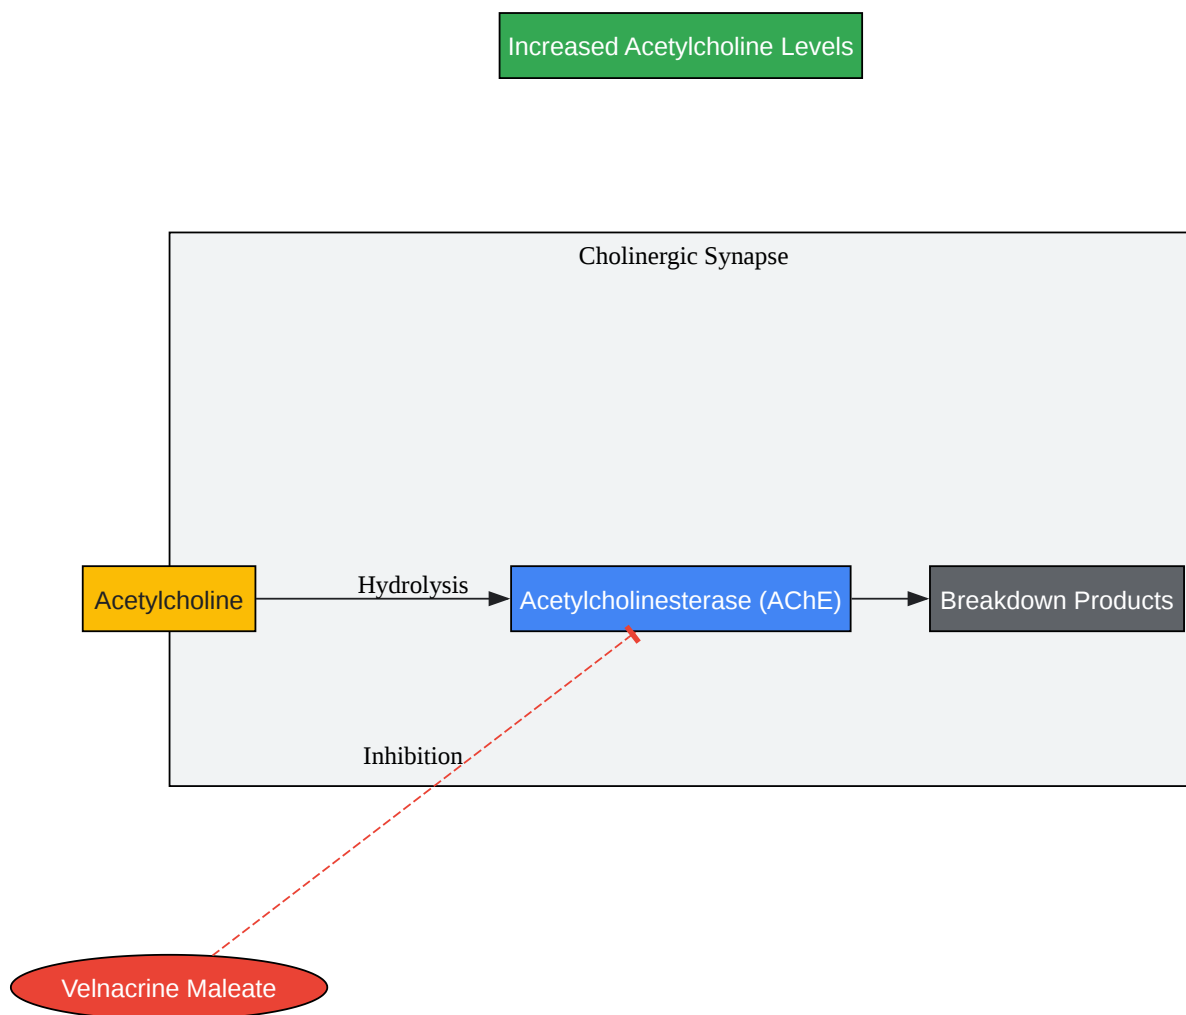 Increased Acetylcholine Levels
Cholinergic Synapse
Acetylcholine
Hydrolysis
Acetylcholinesterase (AChE)
Breakdown Products
Inhibition
Velnacrine Maleate